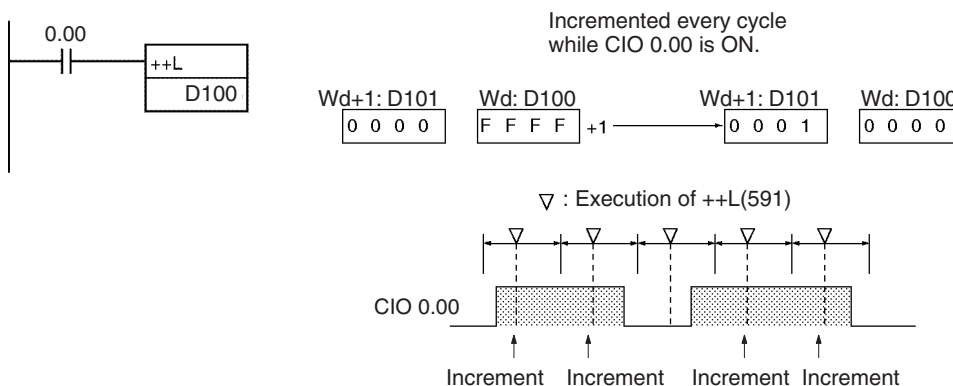 0.00
++L
D100
Incremented every cycle
while CIO 0.00 is ON.
Wd+1: D101 Wd: D100 Wd+1: D101 Wd: D100
0 0 0 0 F F F F +1 0 0 0 1 0 0 0 0
▽ : Execution of ++L(591)
CIO 0.00
Increment Increment Increment Increment